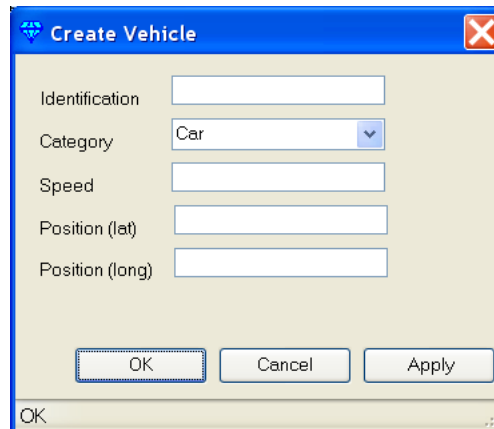 Create Vehicle
Identification
Category Car
Speed
Position (lat)
Position (long)
OK Cancel Apply
OK